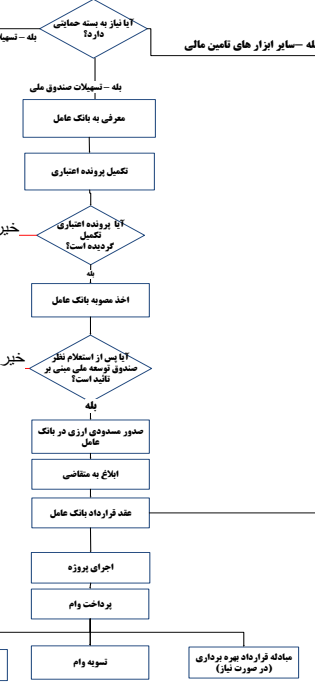 آیا نیاز به بسته حمایتی
دارد؟
بله – تسهیلا
بله –سایر ابزار های تامین مالی
بله – تسهیلات صندوق ملی
معرفی به بانک عامل
تکمیل پرونده اعتباری
آیا پرونده اعتباری
تکمیل
گردیده است؟
خیر
بله
اخذ مصوبه بانک عامل
آیا پس از استعلام نظر
صندوق توسعه ملی مبنی بر
تائید است؟
خیر
بله
صدور مسدودی ارزی در بانک
عامل
ابلاغ به متقاضی
عقد قرارداد بانک عامل
اجرای پروژه
پرداخت وام
تسویه وام
مبادله قرارداد بهره برداری
(در صورت نیاز)